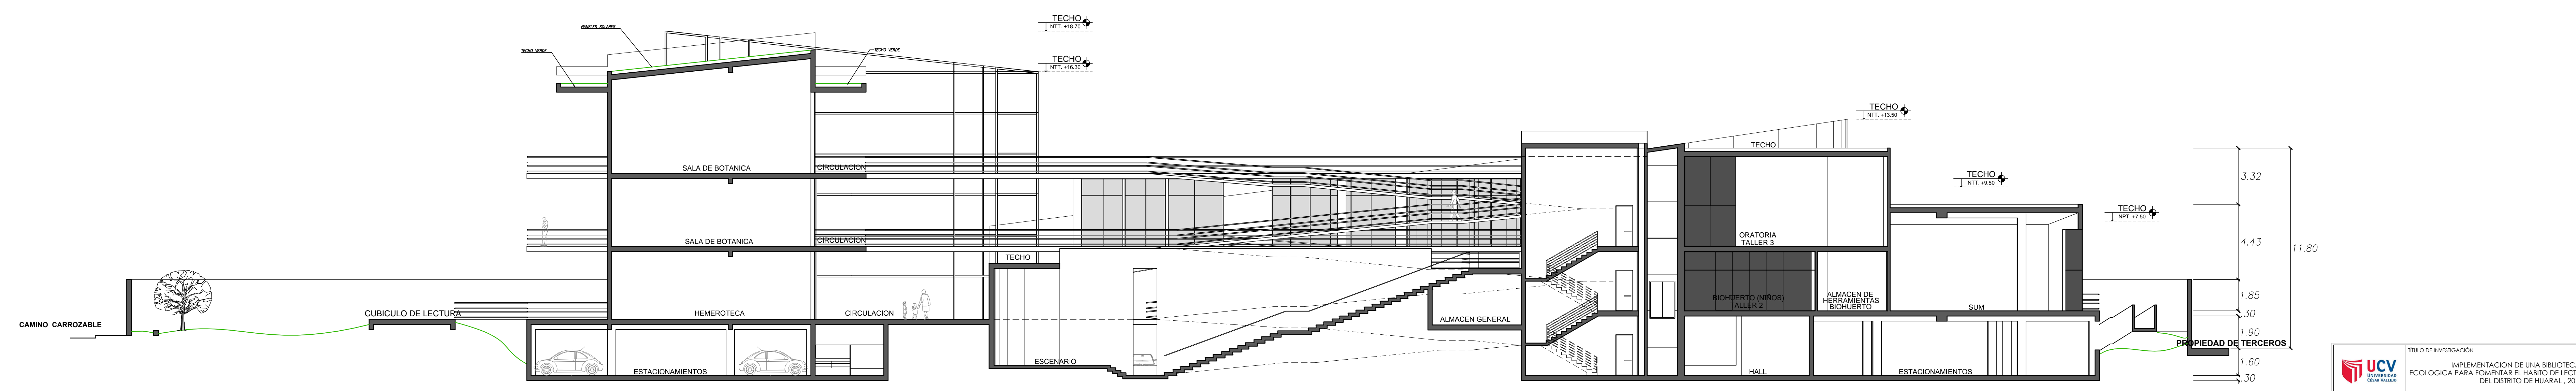 TECHO
NTT. +18.70
PANELES SOLARES
TECHO VERDE
TECHO VERDE
TECHO
NTT. +16.30
TECHO
NTT. +13.50
TECHO
SALA DE BOTANICA
CIRCULACION
TECHO
NTT. +9.50
TECHO
NPT. +7.50
3.32
4.43
11.80
1.85
.30
1.90
1.60
.30
SALA DE BOTANICA
CIRCULACION
ORATORIA
TALLER 3
TECHO
BIOHUERTO (NIÑOS)
TALLER 2
ALMACEN DE
HERRAMIENTAS
BIOHUERTO
SUM
CAMINO CARROZABLE
CUBICULO DE LECTURA
HEMEROTECA
CIRCULACION
ALMACEN GENERAL
PROPIEDAD DE TERCEROS
ESCENARIO
ESTACIONAMIENTOS
HALL
ESTACIONAMIENTOS
UCV
UNIVERSIDAD
CÉSAR VALLEJO
TÍTULO DE INVESTIGACIÓN
IMPLEMENTACION DE UNA BIBLIOTEC
ECOLOGICA PARA FOMENTAR EL HABITO DE LECT
DEL DISTRITO DE HUARAL , 20